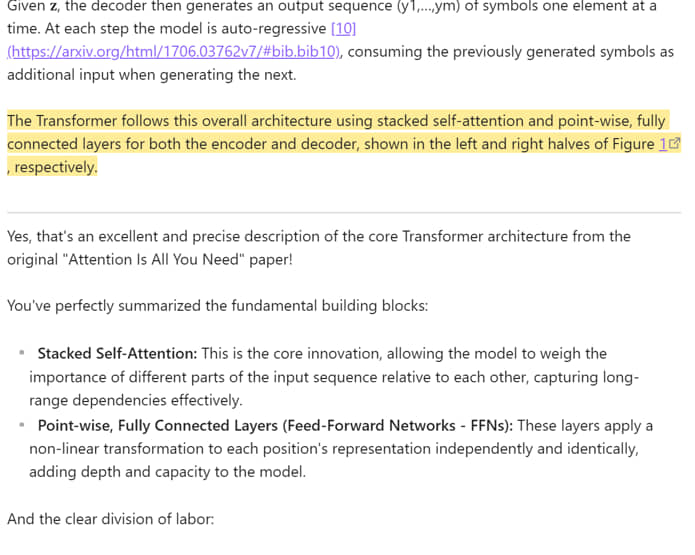 Given z, the decoder then generates an output sequence (y1,...,ym) of symbols one element at a
time. At each step the model is auto-regressive [10]
(https://arxiv.org/html/1706.03762v7/#bib.bib10), consuming the previously generated symbols as
additional input when generating the next.
The Transformer follows this overall architecture using stacked self-attention and point-wise, fully
connected layers for both the encoder and decoder, shown in the left and right halves of Figure 1
, respectively.
Yes, that's an excellent and precise description of the core Transformer architecture from the
original "Attention Is All You Need" paper!
You've perfectly summarized the fundamental building blocks:
Stacked Self-Attention: This is the core innovation, allowing the model to weigh the
importance of different parts of the input sequence relative to each other, capturing long-
range dependencies effectively.
Point-wise, Fully Connected Layers (Feed-Forward Networks - FFNs): These layers apply a
non-linear transformation to each position's representation independently and identically,
adding depth and capacity to the model.
And the clear division of labor: